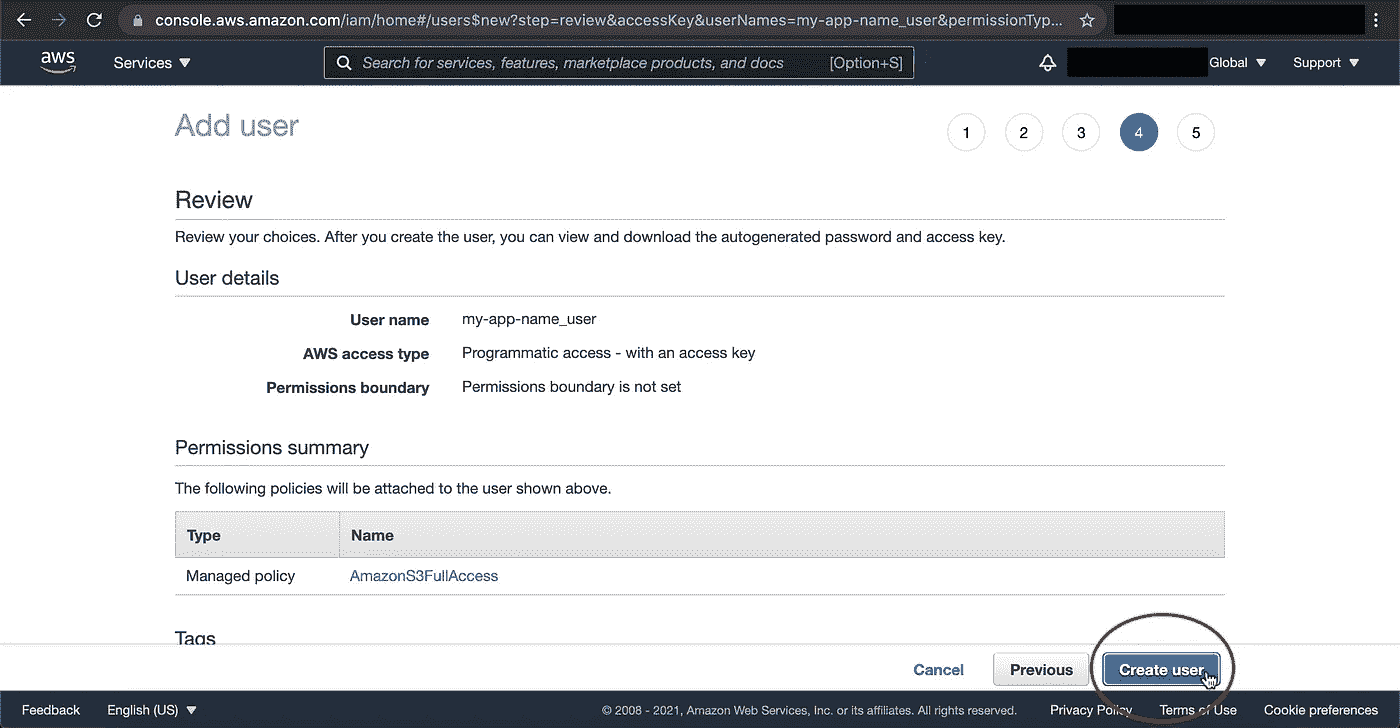 console.aws.amazon.com/iam/home#/users$new?step=review&accessKey&userNames=my-app-name_user&permissionTyp...
aws Services Search for services, features, marketplace products, and docs [Option+S] Global Support
Add user 1 2 3 4 5
Review
Review your choices. After you create the user, you can view and download the autogenerated password and access key.
User details
User name my-app-name_user
AWS access type Programmatic access - with an access key
Permissions boundary Permissions boundary is not set
Permissions summary
The following policies will be attached to the user shown above.
Type Name
Managed policy AmazonS3FullAccess
Tags
Cancel Previous Create user
Feedback English (US) © 2008 - 2021, Amazon Web Services, Inc. or its affiliates. All rights reserved. Privacy Policy Terms of Use Cookie preferences